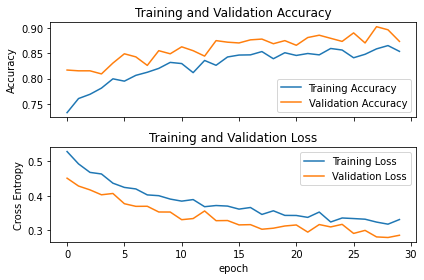 Training and Validation Accuracy
Accuracy
0.90
0.85
0.80
0.75
Training Accuracy
Validation Accuracy
Training and Validation Loss
Cross Entropy
0.5
0.4
0.3
Training Loss
Validation Loss
0 5 10 15 20 25 30
epoch